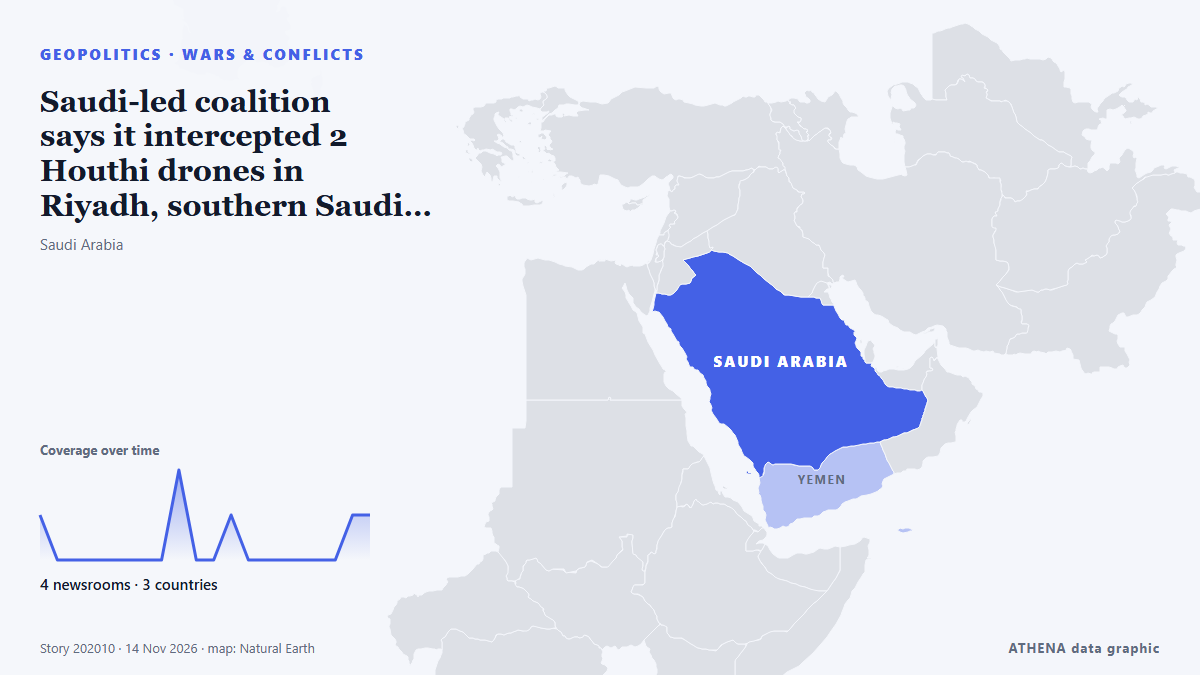 GEOPOLITICS · WARS & CONFLICTS
Saudi-led coalition
says it intercepted 2
Houthi drones in
Riyadh, southern Saudi...
Saudi Arabia
SAUDI ARABIA
YEMEN
Coverage over time
4 newsrooms · 3 countries
Story 202010 · 14 Nov 2026 · map: Natural Earth
ATHENA data graphic